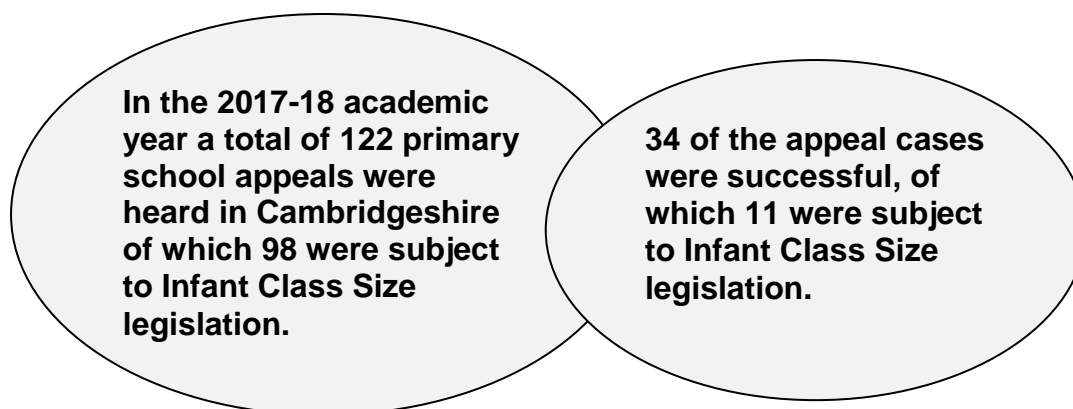 In the 2017-18 academic
year a total of 122 primary
school appeals were
heard in Cambridgeshire
of which 98 were subject
to Infant Class Size
legislation.
34 of the appeal cases
were successful, of
which 11 were subject
to Infant Class Size
legislation.